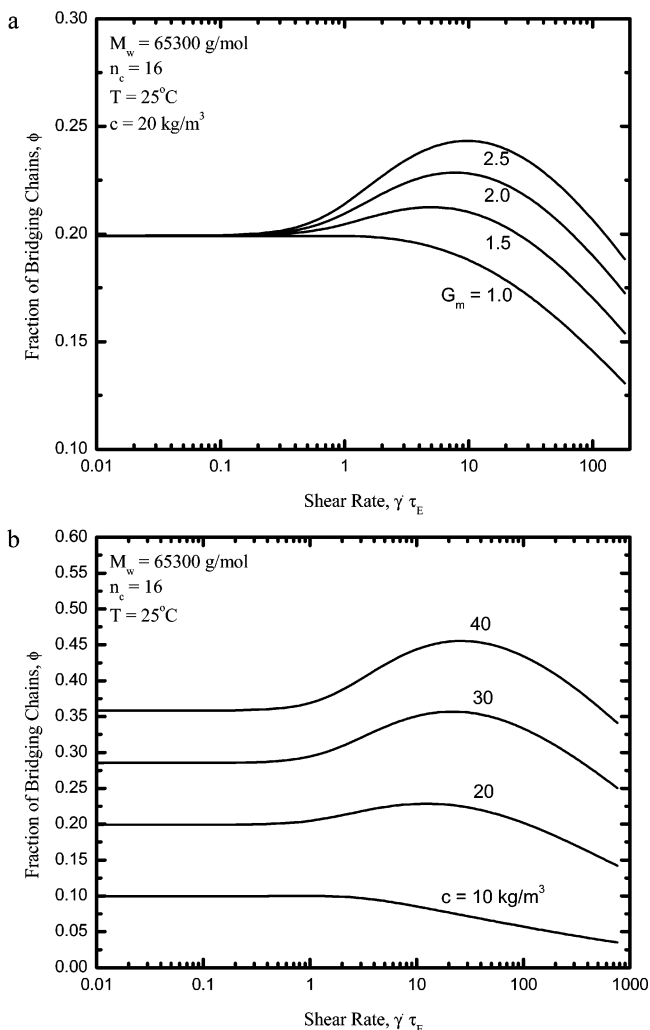 a
0.30
M_w = 65300 g/mol
n_c = 16
T = 25°C
c = 20 kg/m³
0.25
2.5
2.0
0.20
1.5
G_m = 1.0
0.15
0.10
Fraction of Bridging Chains, ϕ
0.01 0.1 1 10 100
Shear Rate, γ̇ τ_E
b
0.60
M_w = 65300 g/mol
0.55
n_c = 16
0.50
T = 25°C
0.45
40
0.40
0.35
30
0.30
0.25
20
0.20
0.15
c = 10 kg/m³
0.10
0.05
0.00
Fraction of Bridging Chains, ϕ
0.01 0.1 1 10 100 1000
Shear Rate, γ̇ τ_E